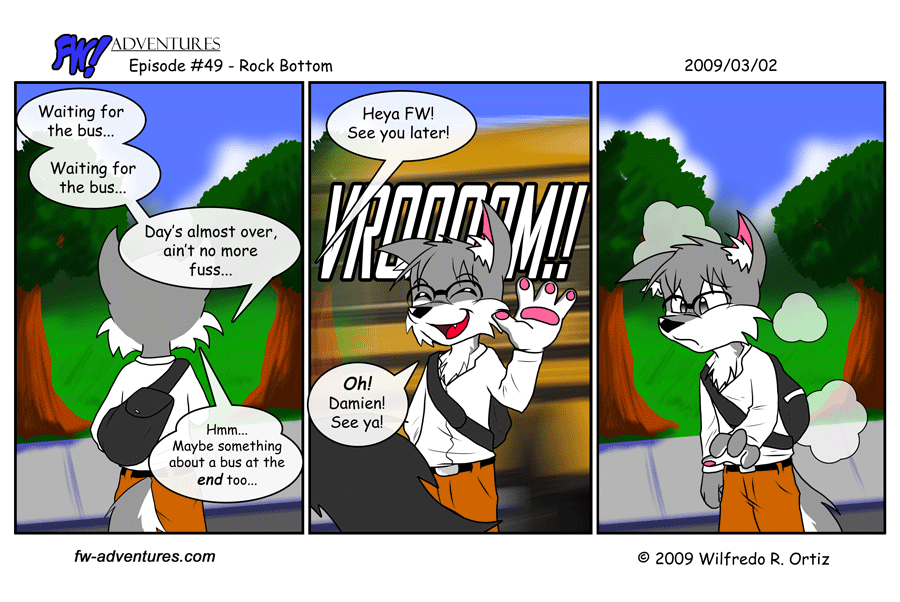 FW! ADVENTURES
Episode #49 - Rock Bottom
2009/03/02
Waiting for
the bus...
Waiting for
the bus...
Day's almost over,
ain't no more
fuss...
Hmm...
Maybe something
about a bus at the
end too...
Heya FW!
See you later!
VROOOOM!!
Oh!
Damien!
See ya!
fw-adventures.com
© 2009 Wilfredo R. Ortiz